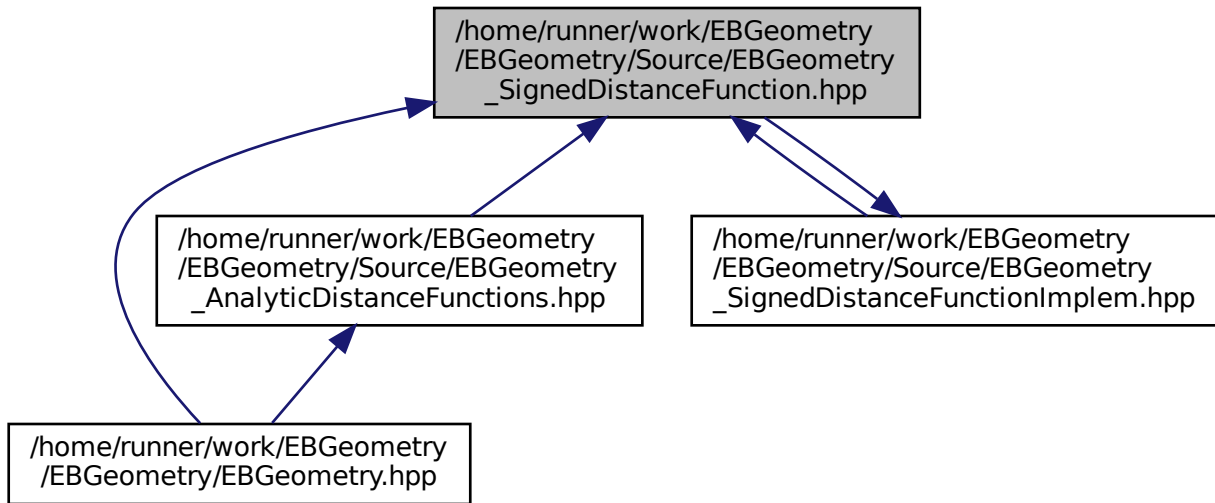 /home/runner/work/EBGeometry
/EBGeometry/Source/EBGeometry
_SignedDistanceFunction.hpp
/home/runner/work/EBGeometry
/EBGeometry/Source/EBGeometry
_AnalyticDistanceFunctions.hpp
/home/runner/work/EBGeometry
/EBGeometry/Source/EBGeometry
_SignedDistanceFunctionImplem.hpp
/home/runner/work/EBGeometry
/EBGeometry/EBGeometry.hpp